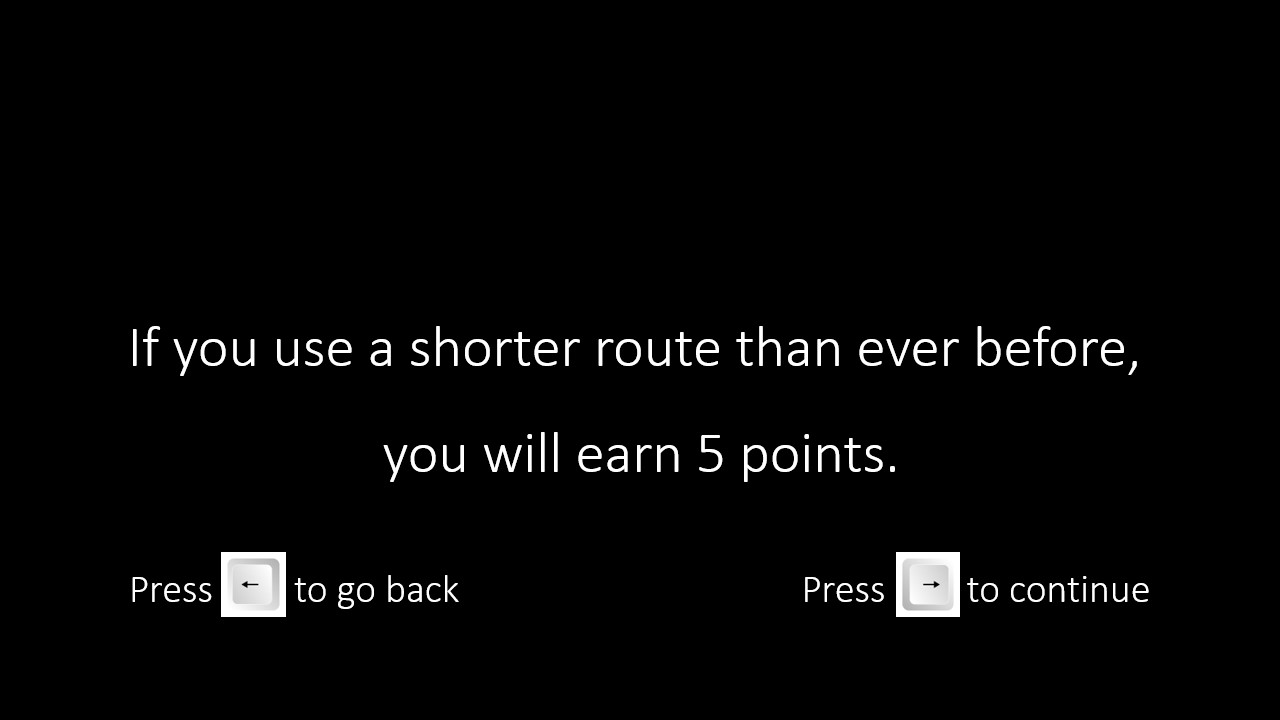 If you use a shorter route than ever before,
you will earn 5 points.
Press ← to go back
Press → to continue